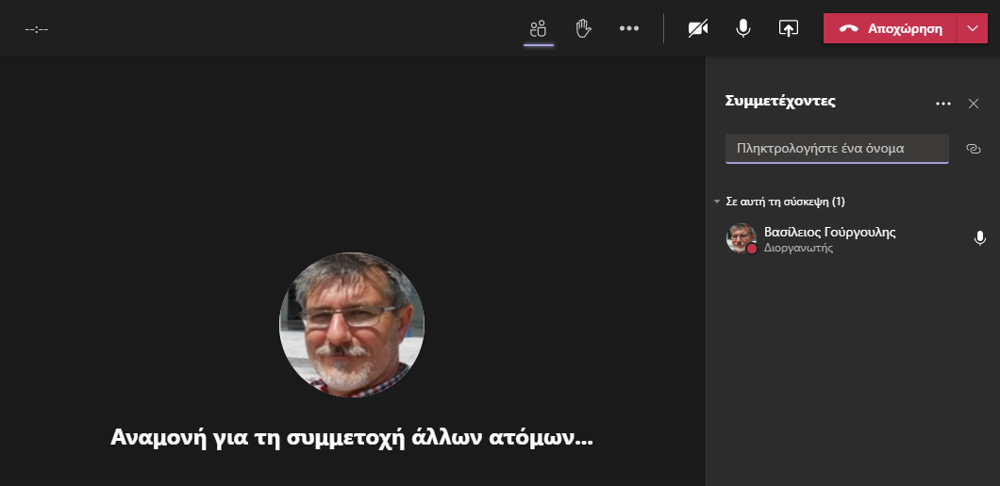 --:--
Αποχώρηση
Συμμετέχοντες
Πληκτρολογήστε ένα όνομα
Σε αυτή τη σύσκεψη (1)
Βασίλειος Γούργουλης
Διοργανωτής
Αναμονή για τη συμμετοχή άλλων ατόμων...